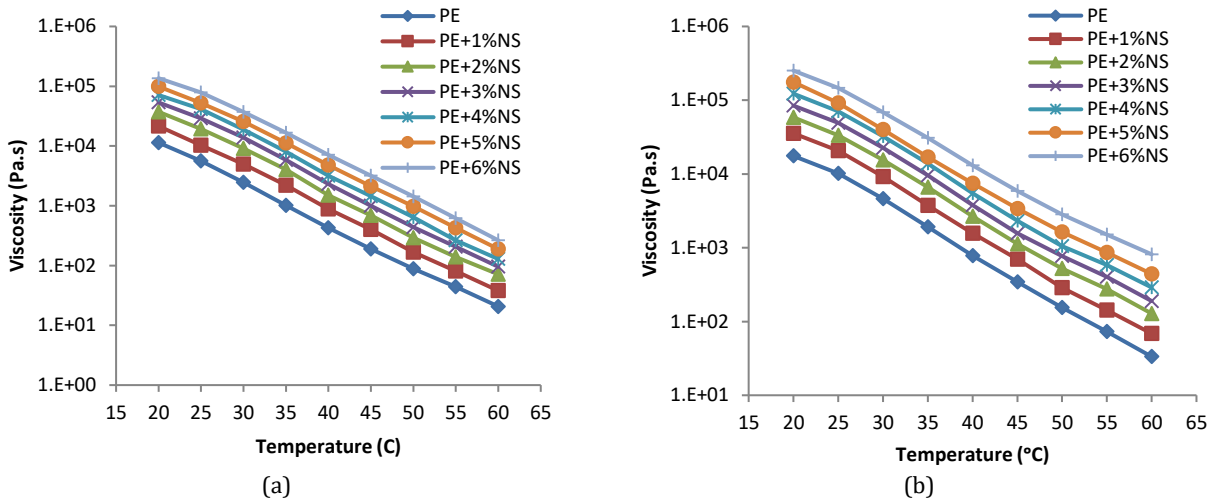 1.E+06
1.E+05
1.E+04
1.E+03
1.E+02
1.E+01
1.E+00
Viscosity (Pa.s)
15 20 25 30 35 40 45 50 55 60 65
Temperature (C)
PE
PE+1%NS
PE+2%NS
PE+3%NS
PE+4%NS
PE+5%NS
PE+6%NS
(a)
1.E+06
1.E+05
1.E+04
1.E+03
1.E+02
1.E+01
Viscosity (Pa.s)
15 20 25 30 35 40 45 50 55 60 65
Temperature (°C)
PE
PE+1%NS
PE+2%NS
PE+3%NS
PE+4%NS
PE+5%NS
PE+6%NS
(b)